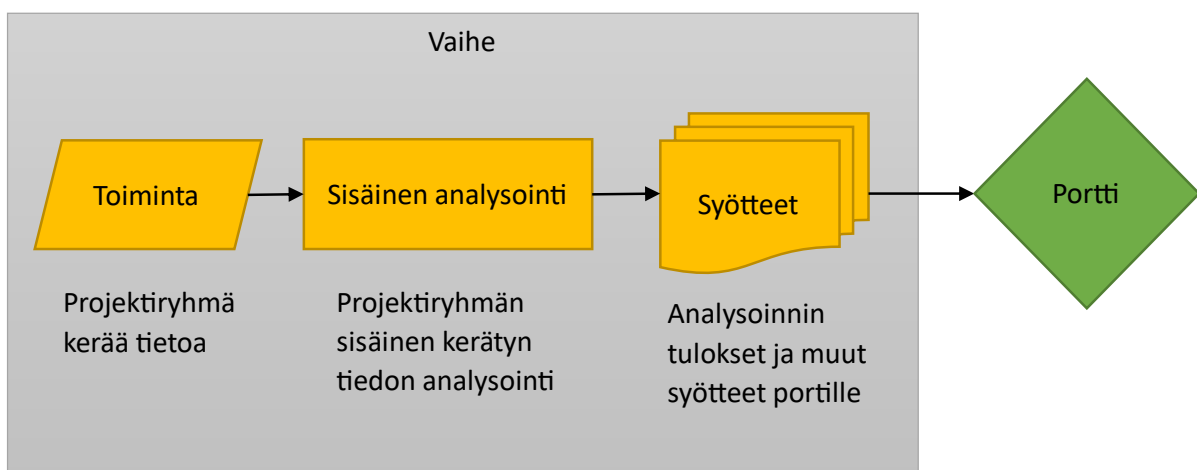 Vaihe
Toiminta
Sisäinen analysointi
Syötteet
Portti
Projektiryhmä
kerää tietoa
Projektiryhmän
sisäinen kerätyn
tiedon analysointi
Analysoinnin
tulokset ja muut
syötteet portille